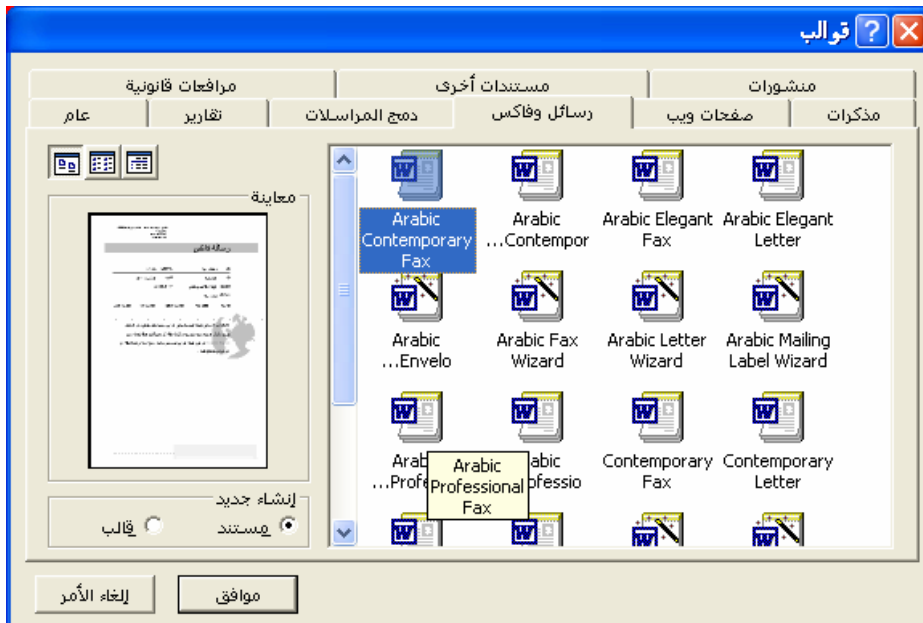 قوالب
منشورات
مستندات أخرى
مرافعات قانونية
مذكرات
صفحات ويب
رسائل وفاكس
دمج المراسلات
تقارير
عام
معاينة
رسالة فاكس
Arabic
Contemporary
Fax
Arabic
Contempor...
Arabic Elegant
Fax
Arabic Elegant
Letter
Arabic
Envelo...
Arabic Fax
Wizard
Arabic Letter
Wizard
Arabic Mailing
Label Wizard
Arabic
Professional
Fax
Contemporary
Fax
Contemporary
Letter
إنشاء جديد
مستند
قالب
موافق
إلغاء الأمر